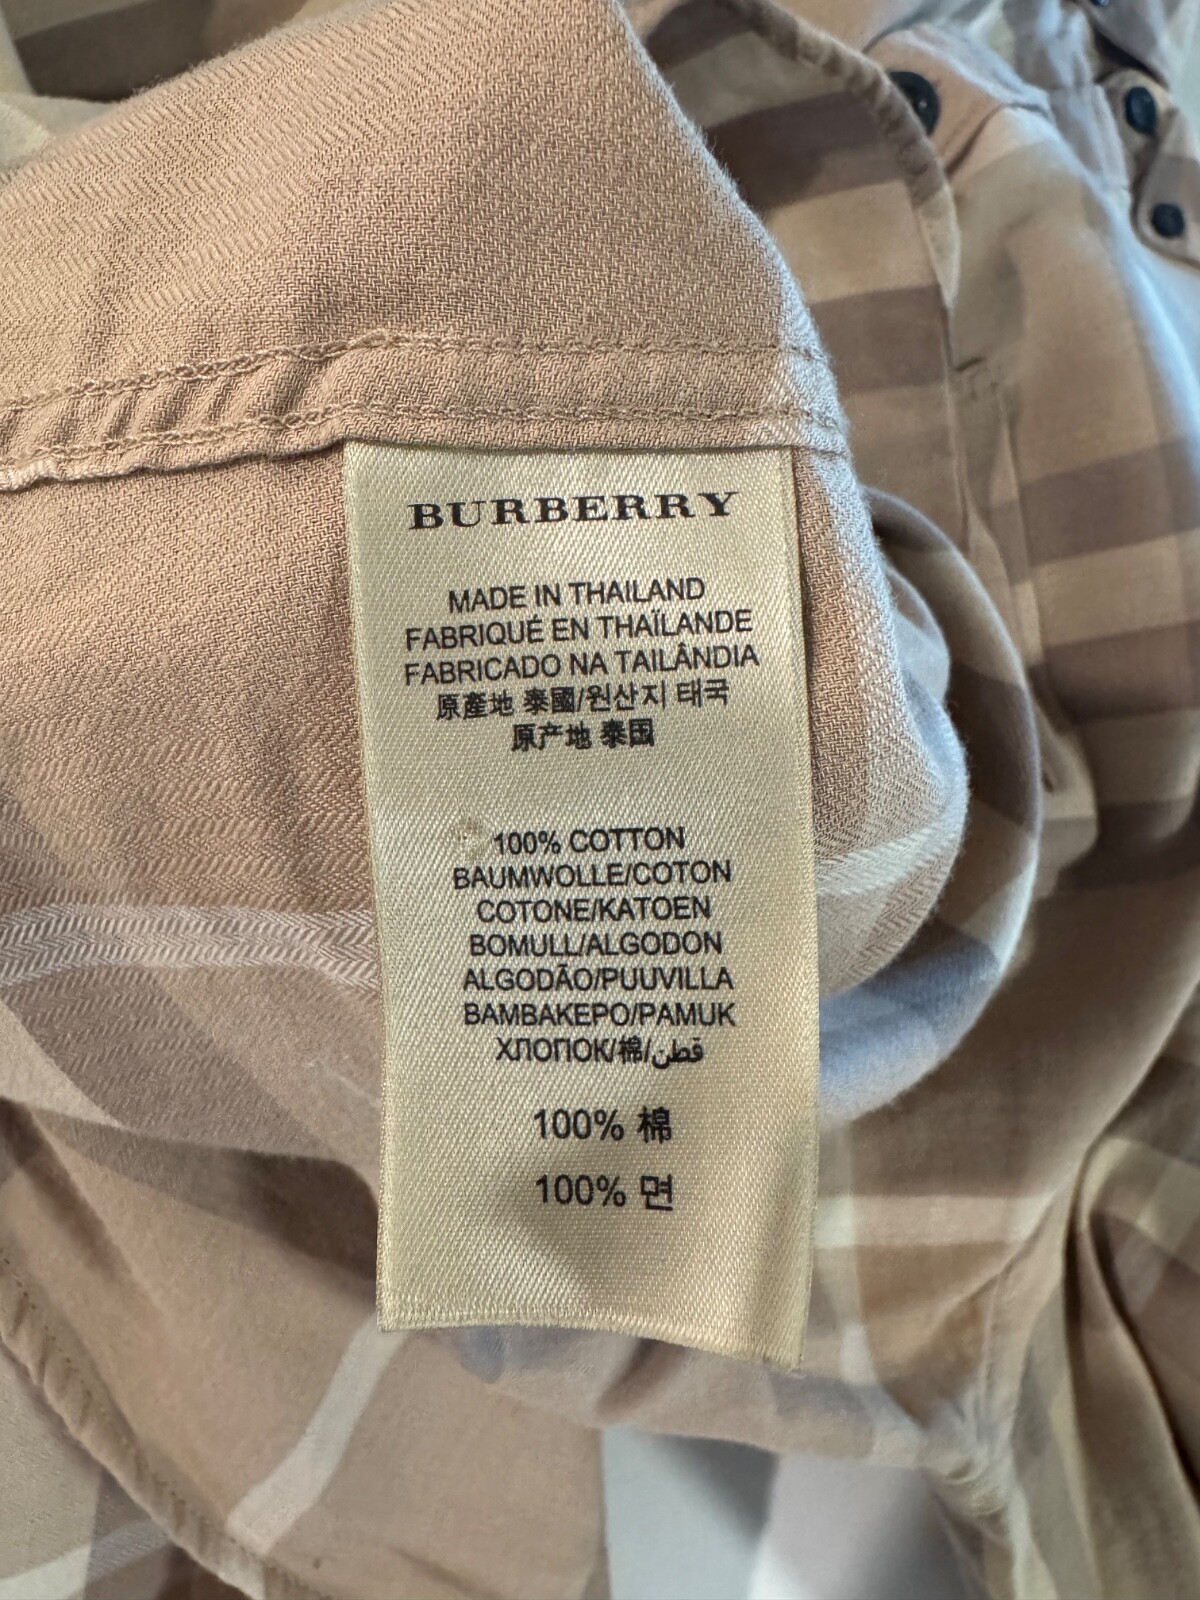 BURBERRY
MADE IN THAILAND
FABRIQUÉ EN THAÏLANDE
FABRICADO NA TAILÂNDIA
原產地 泰國/원산지 태국
原产地 泰国
100% COTTON
BAUMWOLLE/COTON
COTONE/KATOEN
BOMULL/ALGODON
ALGODÃO/PUUVILLA
BAMBAKEPO/PAMUK
ХЛОПОК/棉/قطن
100% 棉
100% 면